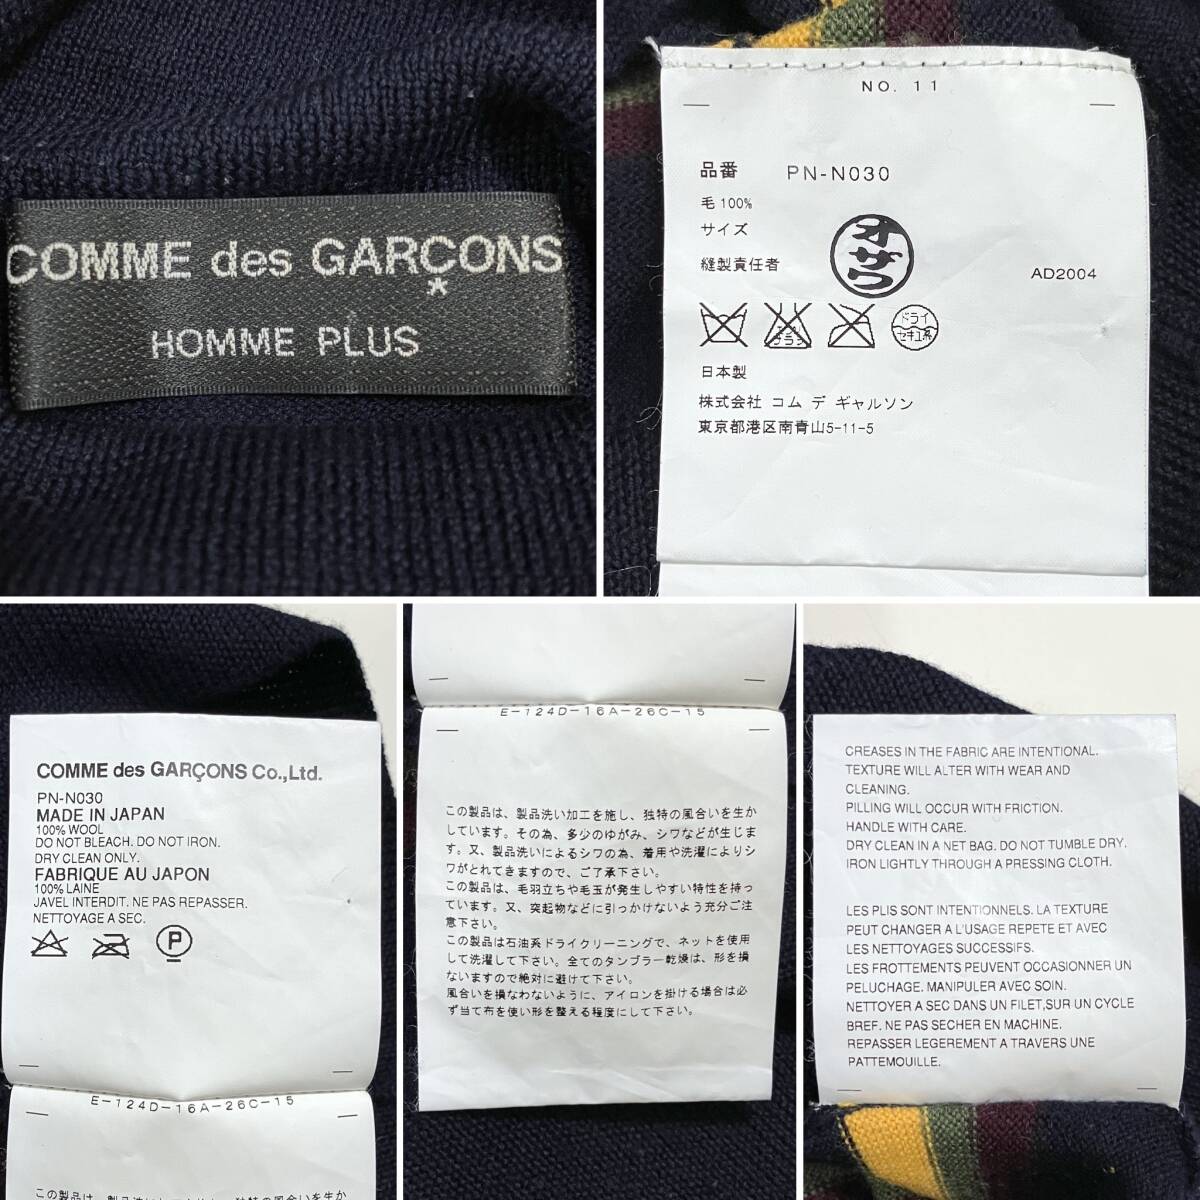 COMME des GARÇONS
*
HOMME PLUS
NO. 11
品番 PN-N030
毛100%
サイズ
縫製責任者
オザワ
AD2004
ドライ
セキユ系
日本製
株式会社 コム デ ギャルソン
東京都港区南青山5-11-5
COMME des GARÇONS Co.,Ltd.
PN-N030
MADE IN JAPAN
100% WOOL
DO NOT BLEACH. DO NOT IRON.
DRY CLEAN ONLY.
FABRIQUE AU JAPON
100% LAINE
JAVEL INTERDIT. NE PAS REPASSER.
NETTOYAGE A SEC.
P
E-124D-16A-26C-15
この製品は、製品洗い加工を施し、独特の風合いを生か
E-124D-16A-26C-15
この製品は、製品洗い加工を施し、独特の風合いを生か
しています。その為、多少のゆがみ、シワなどが生じま
す。又、製品洗いによるシワの為、着用や洗濯によりシ
ワがとれてきますので、ご了承下さい。
この製品は、毛羽立ちや毛玉が発生しやすい特性を持っ
ています。又、突起物などに引っかけないよう充分ご注
意下さい。
この製品は石油系ドライクリーニングで、ネットを使用
して洗濯して下さい。全てのタンブラー乾燥は、形を損
ないますので絶対に避けて下さい。
風合いを損なわないように、アイロンを掛ける場合は必
ず当て布を使い形を整える程度にして下さい。
CREASES IN THE FABRIC ARE INTENTIONAL.
TEXTURE WILL ALTER WITH WEAR AND
CLEANING.
PILLING WILL OCCUR WITH FRICTION.
HANDLE WITH CARE.
DRY CLEAN IN A NET BAG. DO NOT TUMBLE DRY.
IRON LIGHTLY THROUGH A PRESSING CLOTH.
LES PLIS SONT INTENTIONNELS. LA TEXTURE
PEUT CHANGER A L'USAGE REPETE ET AVEC
LES NETTOYAGES SUCCESSIFS.
LES FROTTEMENTS PEUVENT OCCASIONNER UN
PELUCHAGE. MANIPULER AVEC SOIN.
NETTOYER A SEC DANS UN FILET,SUR UN CYCLE
BREF. NE PAS SECHER EN MACHINE.
REPASSER LEGEREMENT A TRAVERS UNE
PATTEMOUILLE.